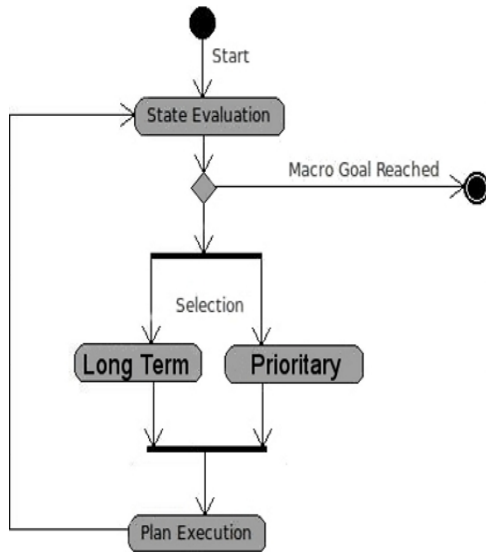 Start
State Evaluation
Macro Goal Reached
Selection
Long Term
Prioritary
Plan Execution